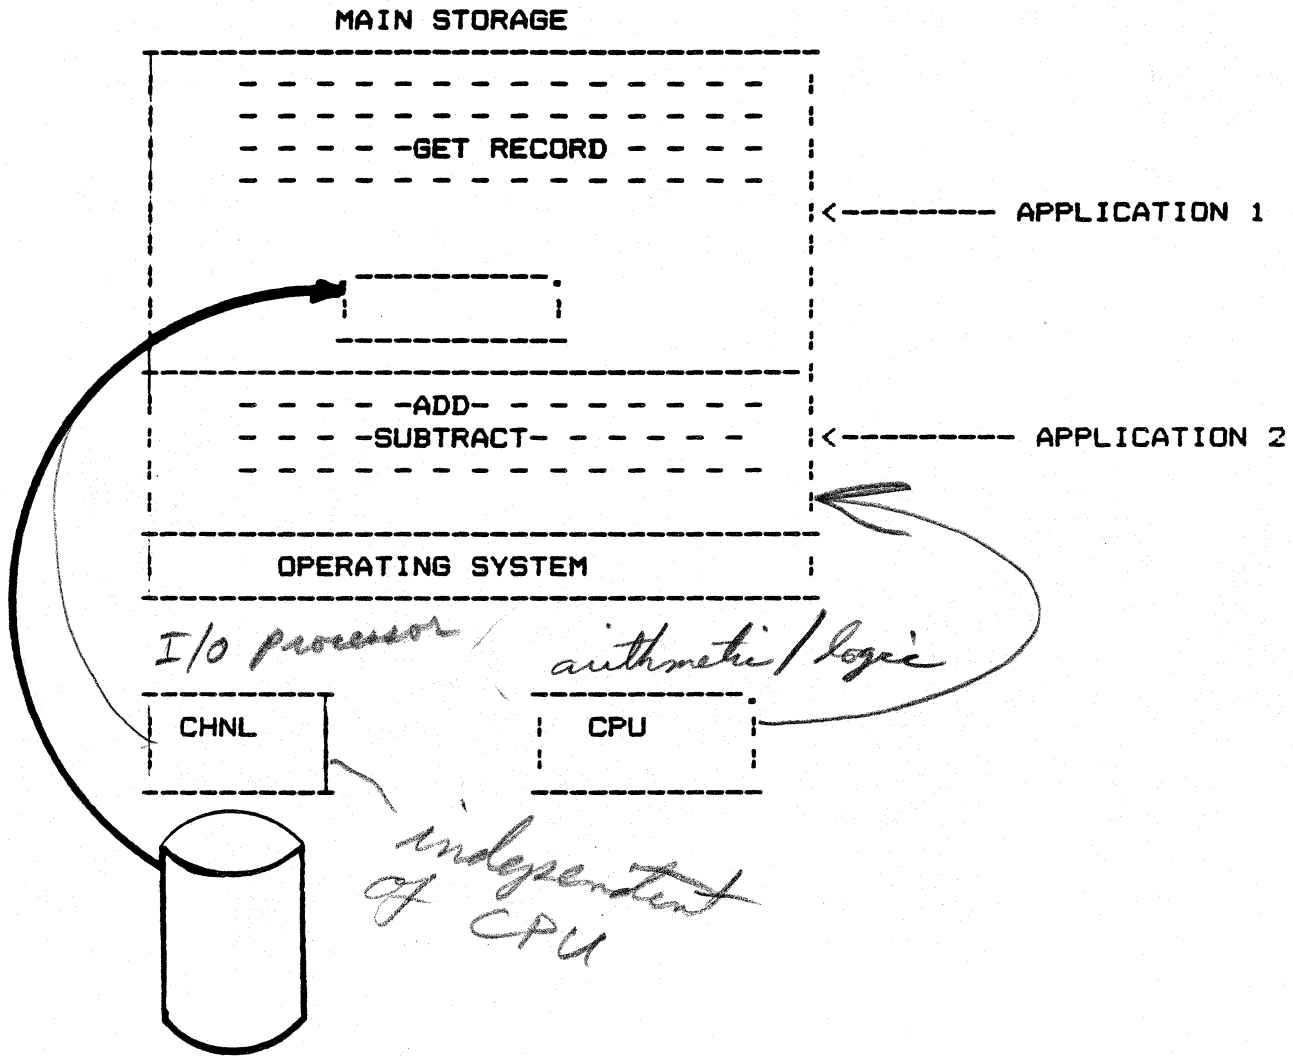 MAIN STORAGE
GET RECORD
APPLICATION 1
ADD
SUBTRACT
APPLICATION 2
OPERATING SYSTEM
I/O processor
arithmetic/logic
CHNL
CPU
independent
of
CPU